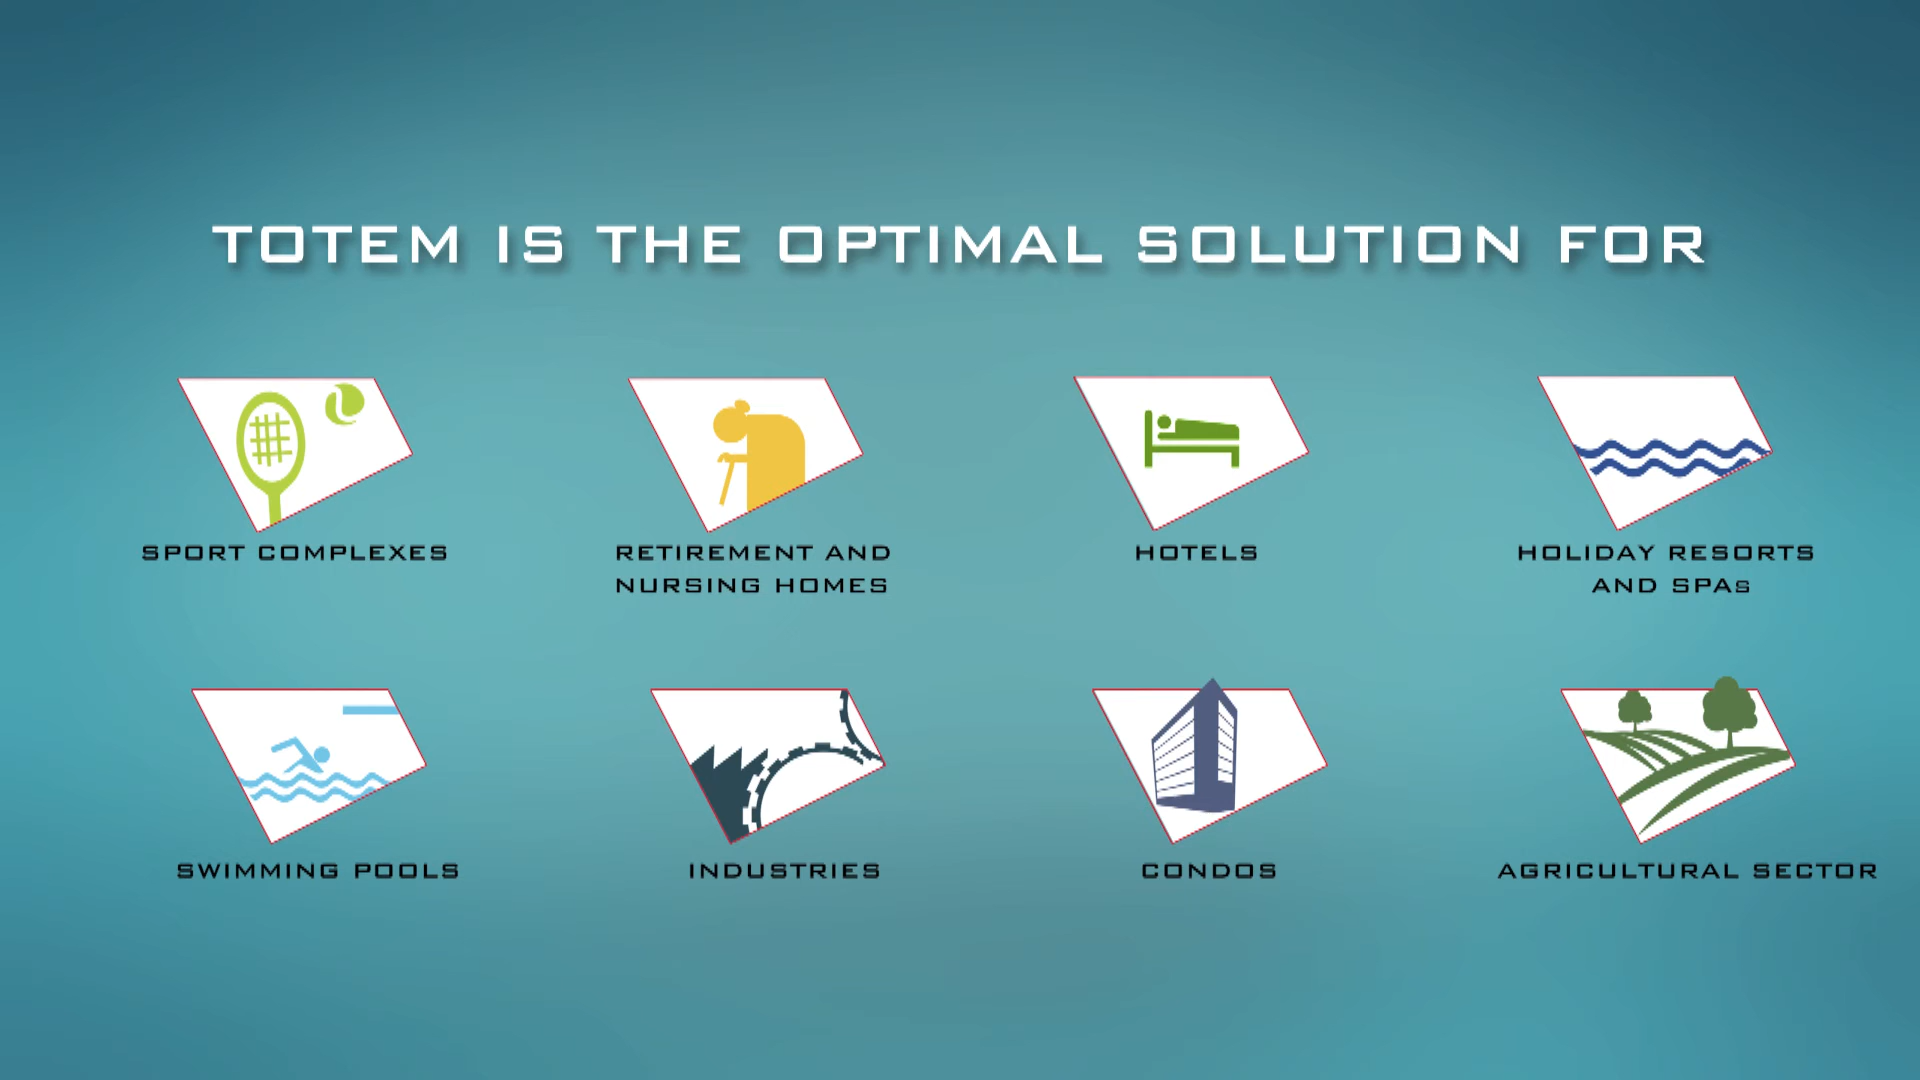 TOTEM IS THE OPTIMAL SOLUTION FOR
SPORT COMPLEXES
RETIREMENT AND
NURSING HOMES
HOTELS
HOLIDAY RESORTS
AND SPAs
SWIMMING POOLS
INDUSTRIES
CONDOS
AGRICULTURAL SECTOR